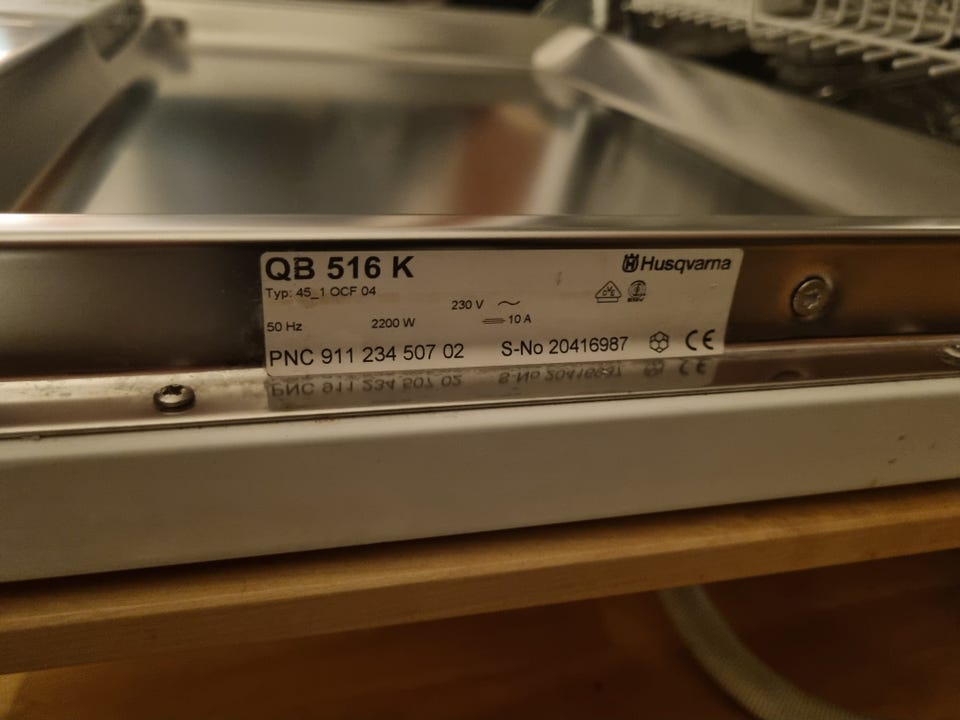 QB 516 K
Husqvarna
Typ: 45_1 OCF 04
230 V ~
50 Hz 2200 W 10 A
PNC 911 234 507 02 S-No 20416987 CE